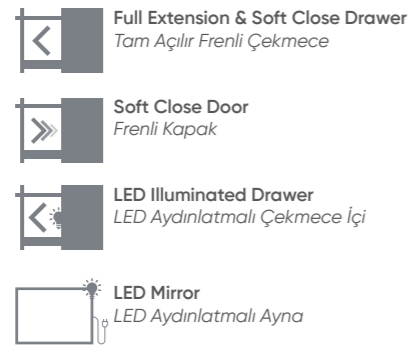 Full Extension & Soft Close Drawer
Tam Açılır Frenli Çekmece
Soft Close Door
Frenli Kapak
LED Illuminated Drawer
LED Aydınlatmalı Çekmece İçi
LED Mirror
LED Aydınlatmalı Ayna